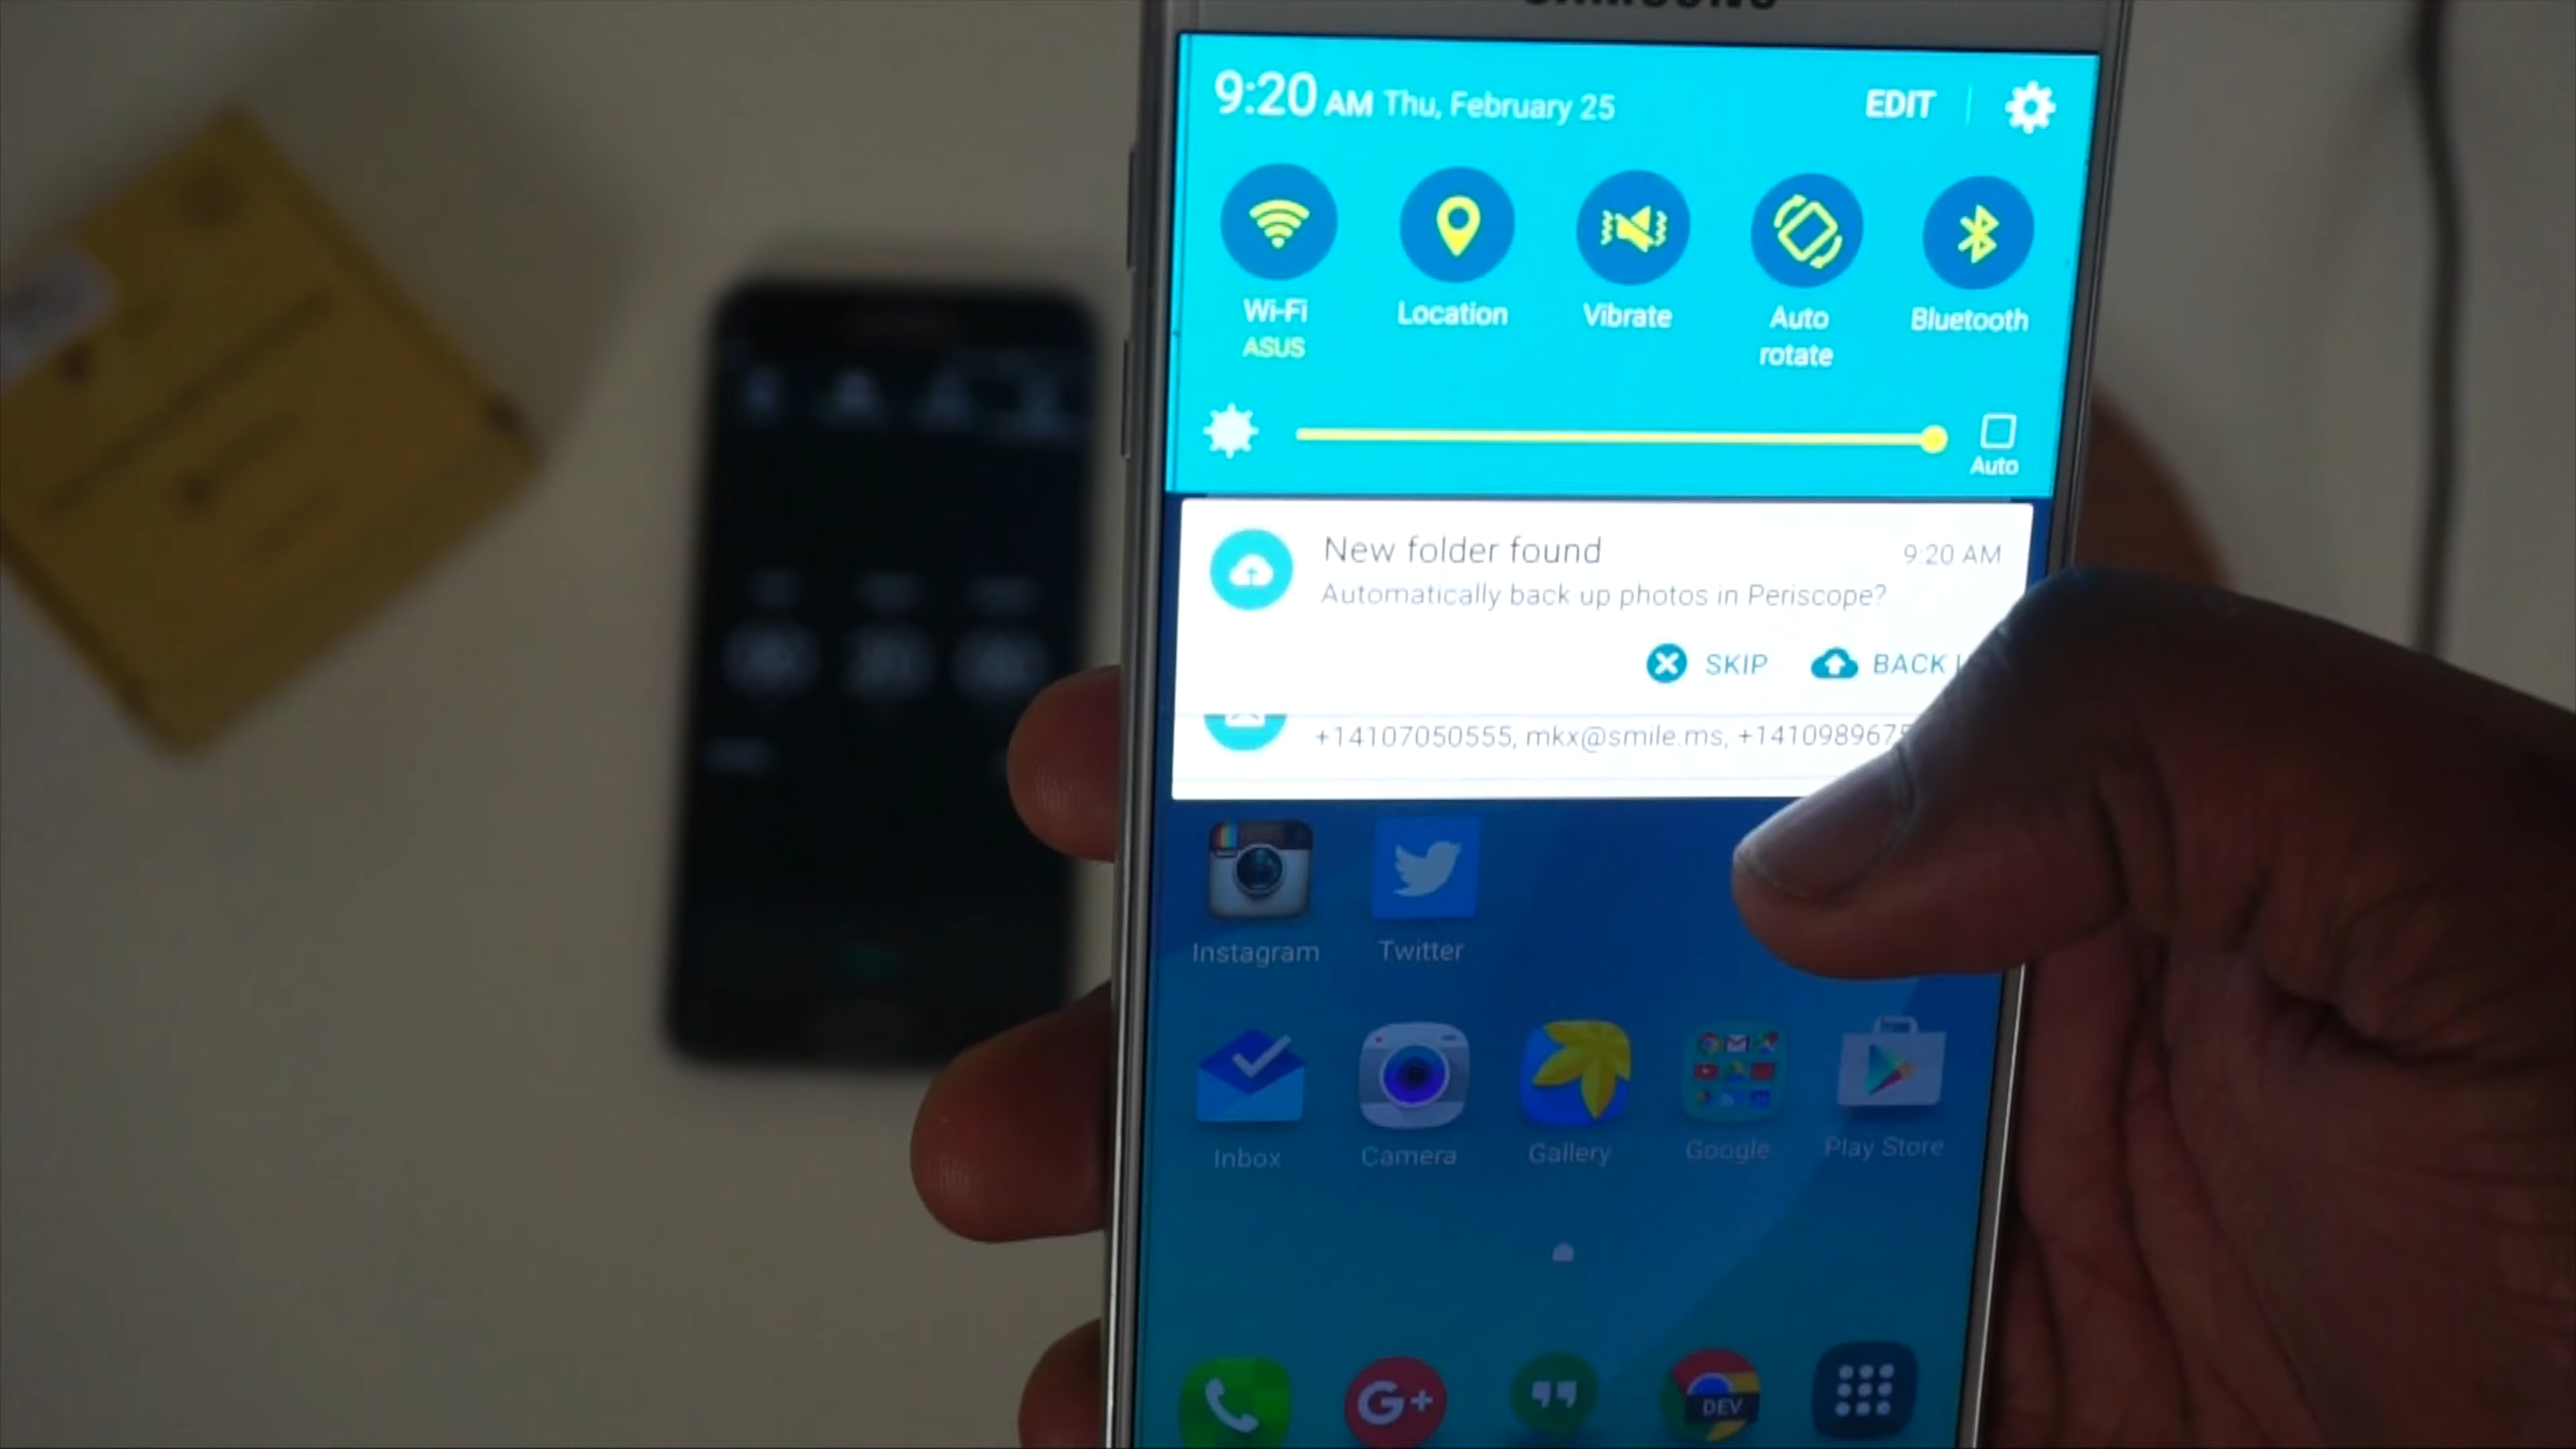 SAMSUNG
9:20 AM Thu, February 25 EDIT
Wi-Fi Location Vibrate Auto rotate Bluetooth
ASUS
Auto
New folder found 9:20 AM
Automatically back up photos in Periscope?
SKIP BACK
+14107050555, mkx@smile.ms, +1410989675
Instagram Twitter
Inbox Camera Gallery Google Play Store
G+ DEV